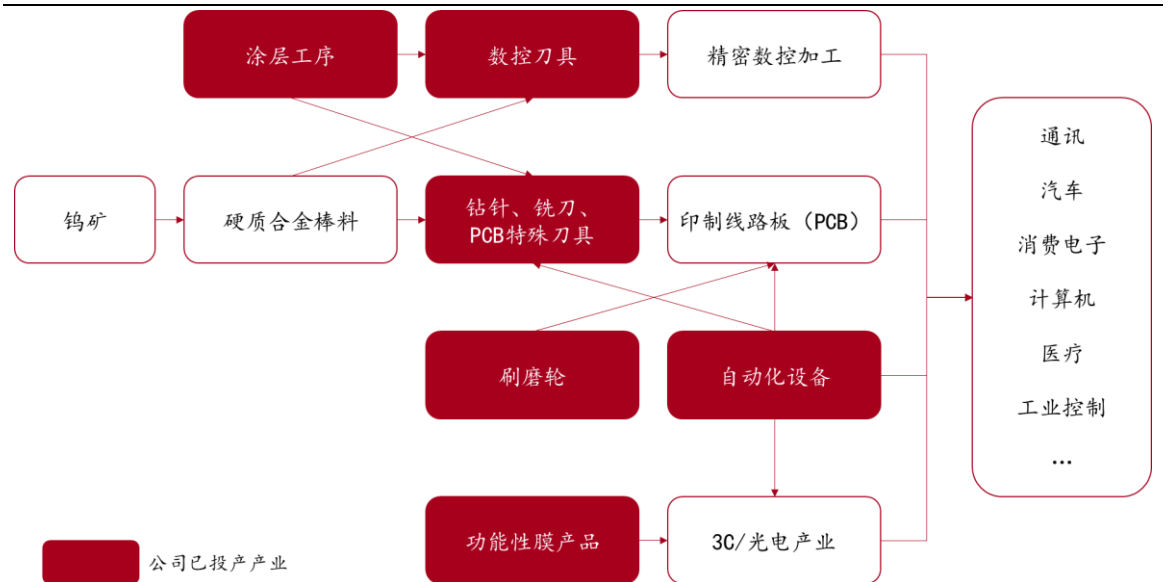 涂层工序
数控刀具
精密数控加工
钨矿
硬质合金棒料
钻针、铣刀、
PCB特殊刀具
印制线路板（PCB）
刷磨轮
自动化设备
功能性膜产品
3C/光电产业
通讯
汽车
消费电子
计算机
医疗
工业控制
...
公司已投产产业